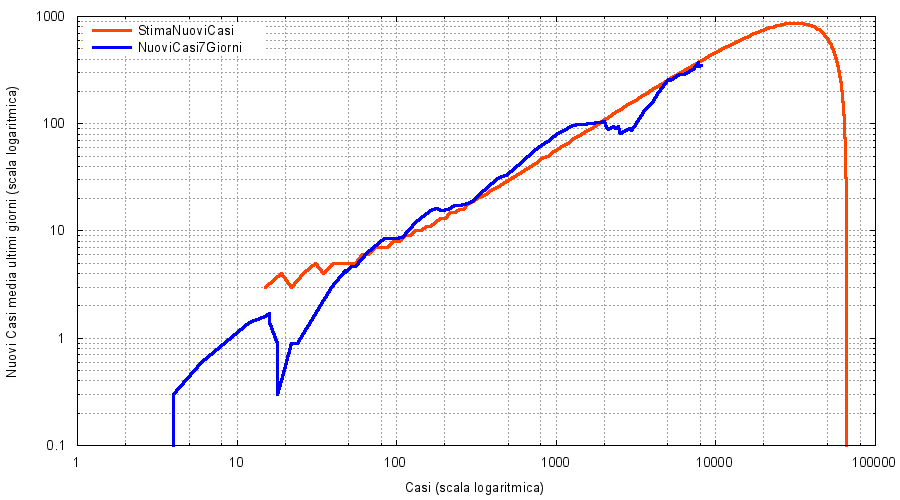 1000
StimaNuoviCasi
NuoviCasi7Giorni
100
10
1
0.1
Nuovi Casi media ultimi giorni (scala logaritmica)
1 10 100 1000 10000 100000
Casi (scala logaritmica)